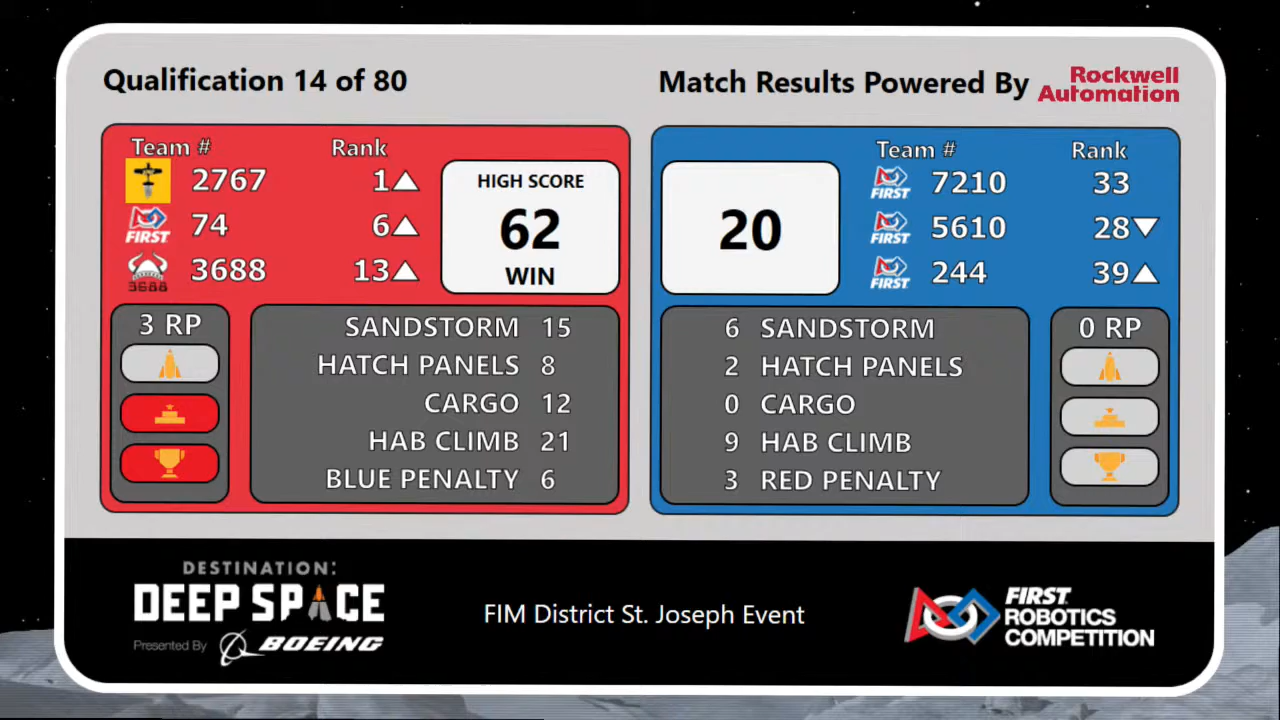 Qualification 14 of 80
Match Results Powered By Rockwell Automation
Team # Rank
2767 1▲
FIRST 74 6▲
3688 3688 13▲
HIGH SCORE
62
WIN
3 RP
SANDSTORM 15
HATCH PANELS 8
CARGO 12
HAB CLIMB 21
BLUE PENALTY 6
20
Team # Rank
FIRST 7210 33
FIRST 5610 28▼
FIRST 244 39▲
6 SANDSTORM
2 HATCH PANELS
0 CARGO
9 HAB CLIMB
3 RED PENALTY
0 RP
DESTINATION:
DEEP SPACE
Presented By BOEING
FIM District St. Joseph Event
FIRST
ROBOTICS
COMPETITION